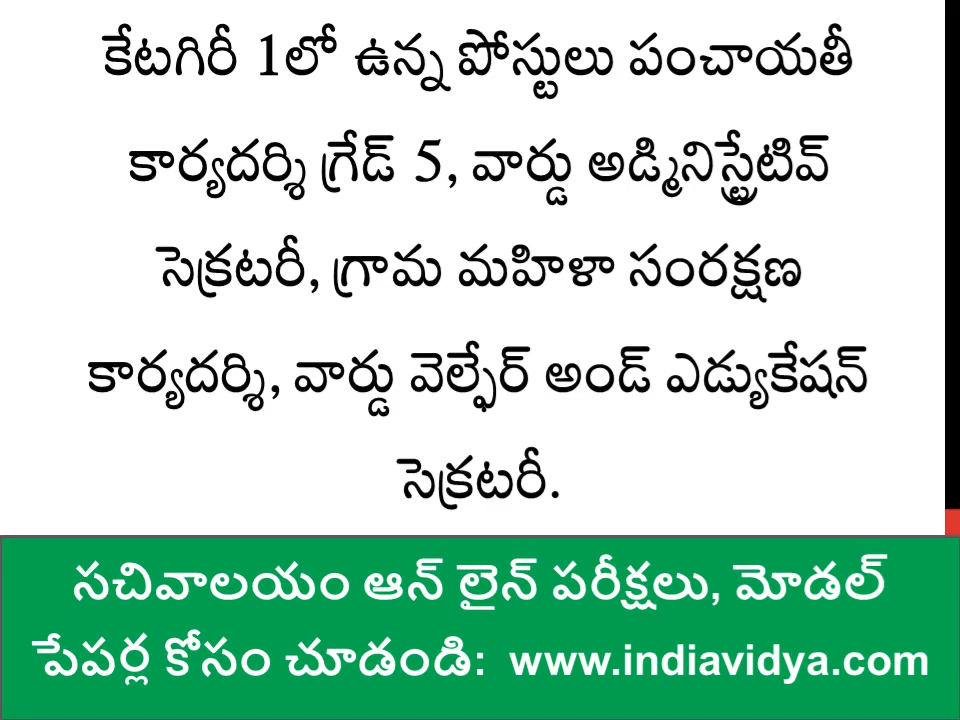 కేటగిరీ 1లో ఉన్న పోస్టులు పంచాయతీ
కార్యదర్శి గ్రేడ్ 5, వార్డు అడ్మినిస్ట్రేటివ్
సెక్రటరీ, గ్రామ మహిళా సంరక్షణ
కార్యదర్శి, వార్డు వెల్ఫేర్ అండ్ ఎడ్యుకేషన్
సెక్రటరీ.
సచివాలయం ఆన్ లైన్ పరీక్షలు, మోడల్
పేపర్ల కోసం చూడండి: www.indiavidya.com